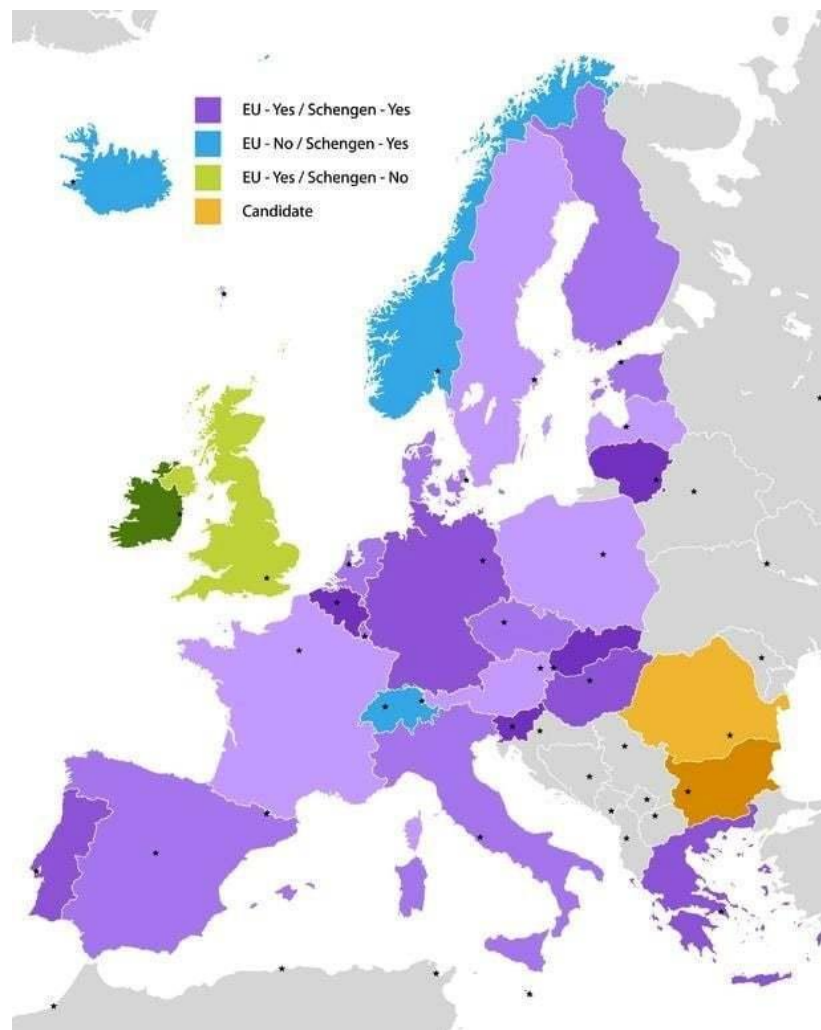 EU - Yes / Schengen - Yes
EU - No / Schengen - Yes
EU - Yes / Schengen - No
Candidate